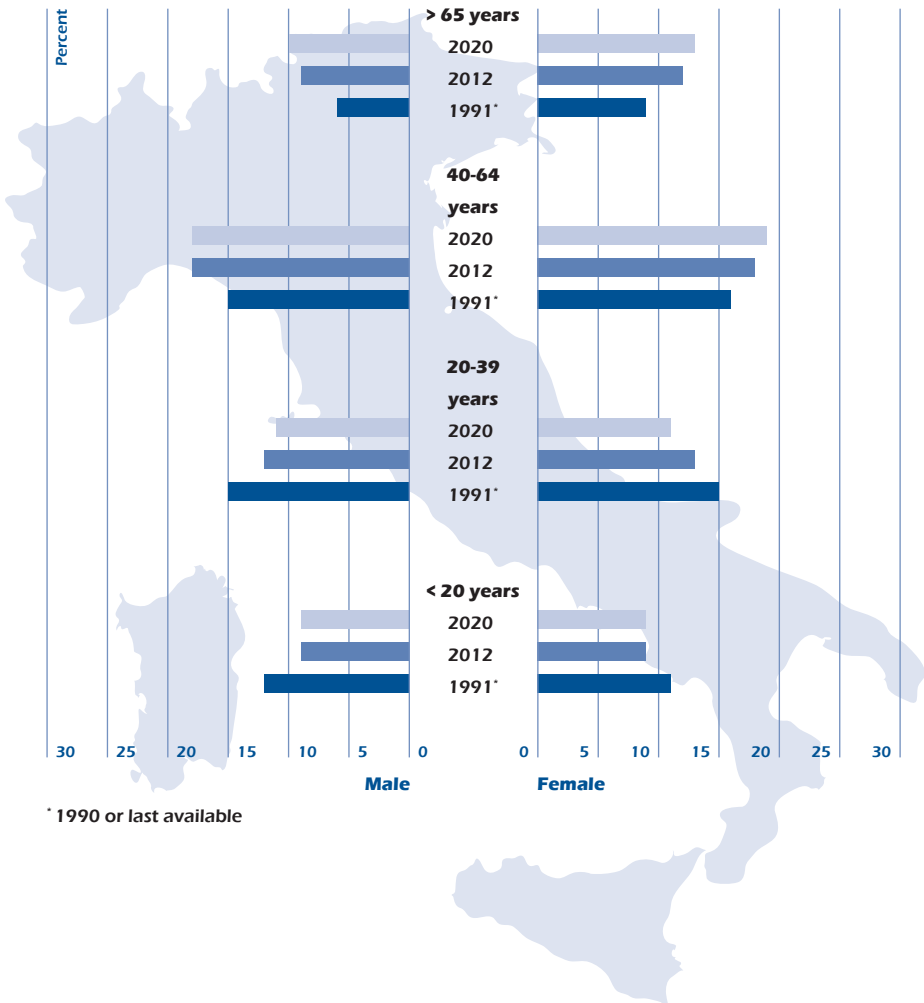 Percent
> 65 years
2020
2012
1991*
40-64
years
2020
2012
1991*
20-39
years
2020
2012
1991*
< 20 years
2020
2012
1991*
30 25 20 15 10 5 0 0 5 10 15 20 25 30
Male Female
* 1990 or last available